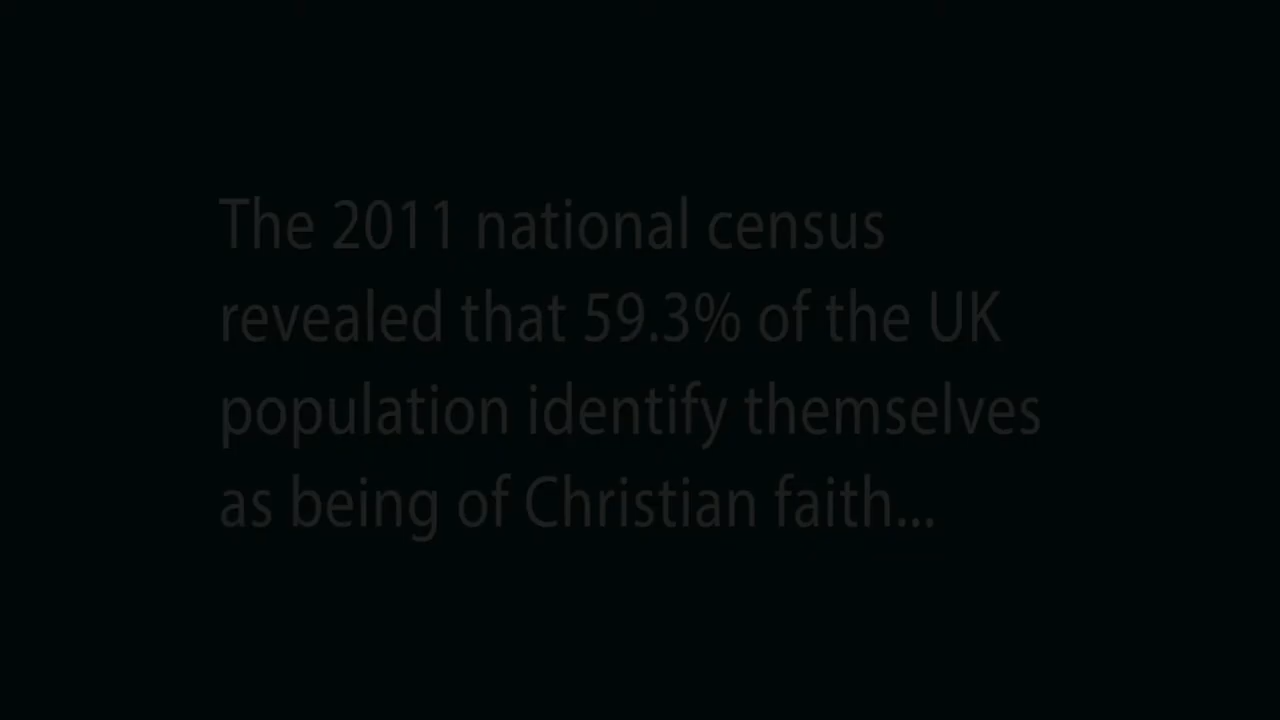 The 2011 national census
revealed that 59.3% of the UK
population identify themselves
as being of Christian faith...